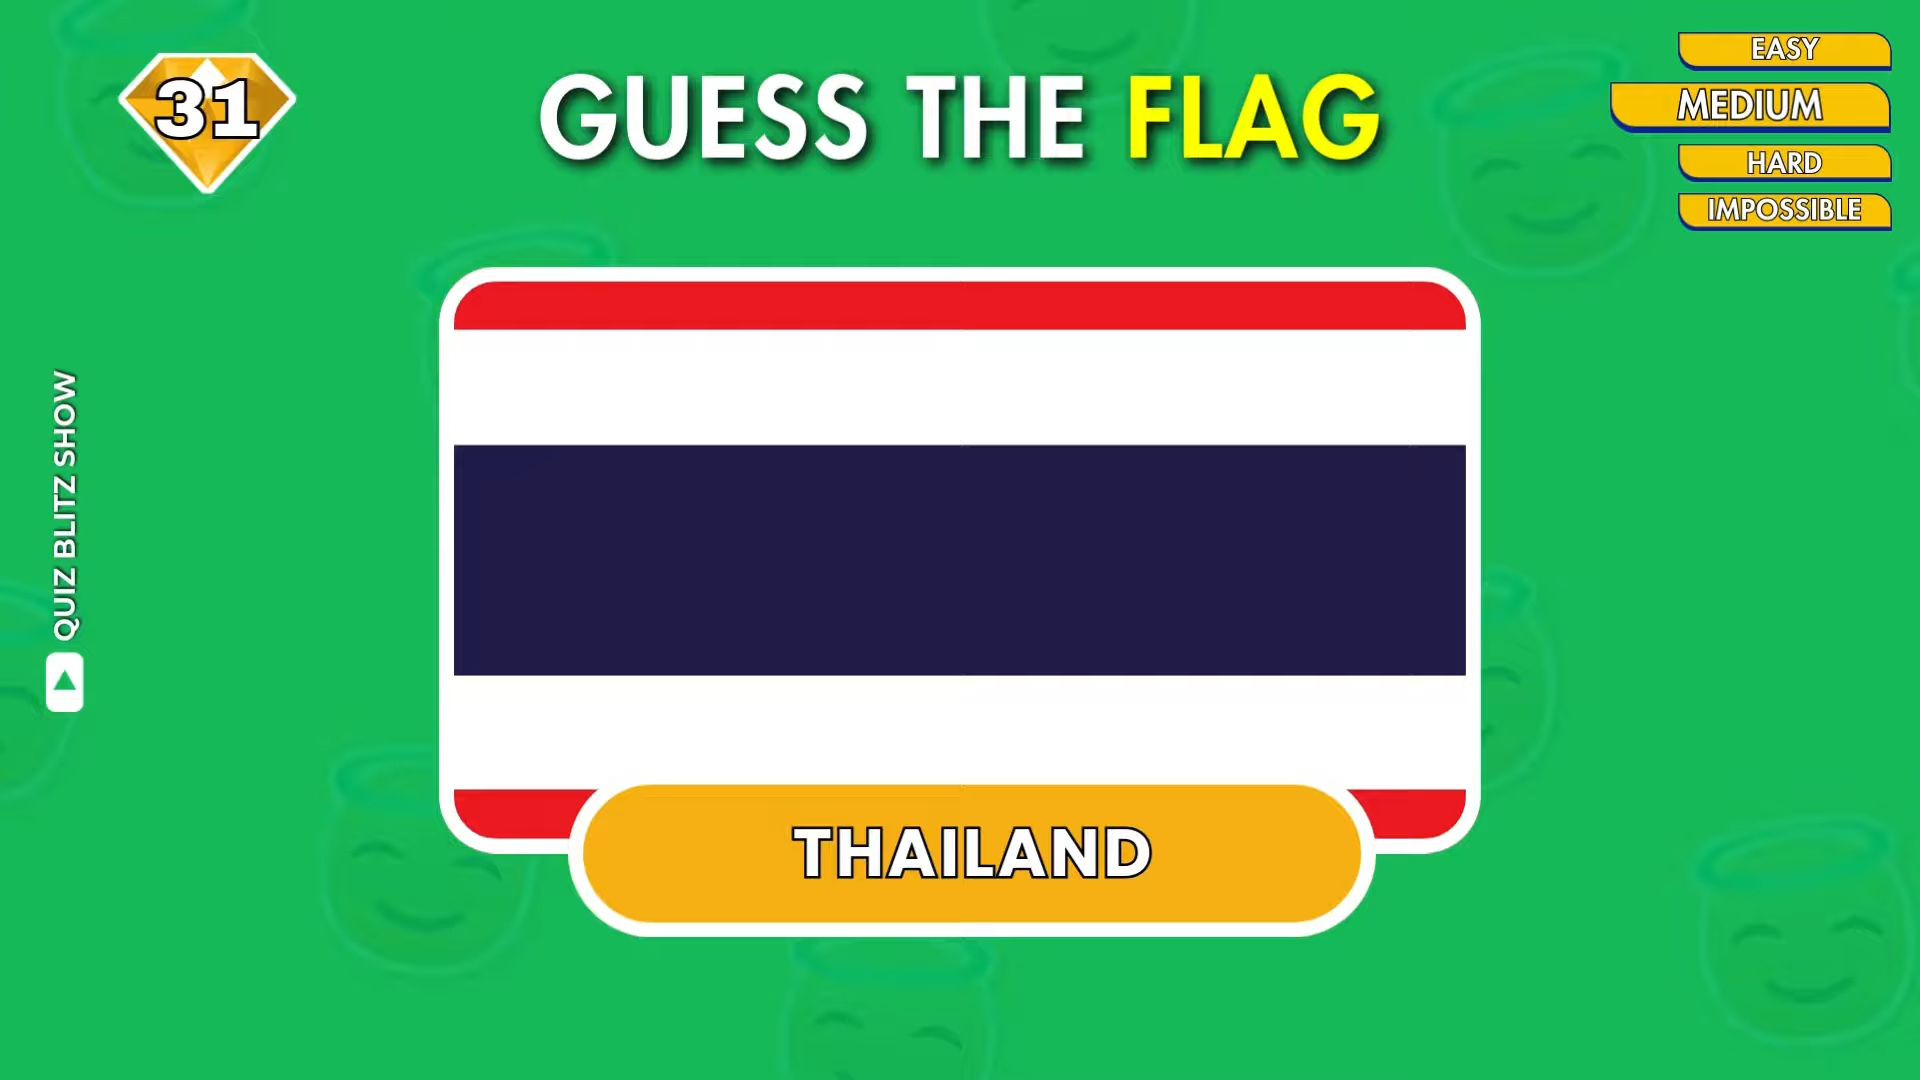 31
GUESS THE FLAG
EASY
MEDIUM
HARD
IMPOSSIBLE
QUIZ BLITZ SHOW
THAILAND